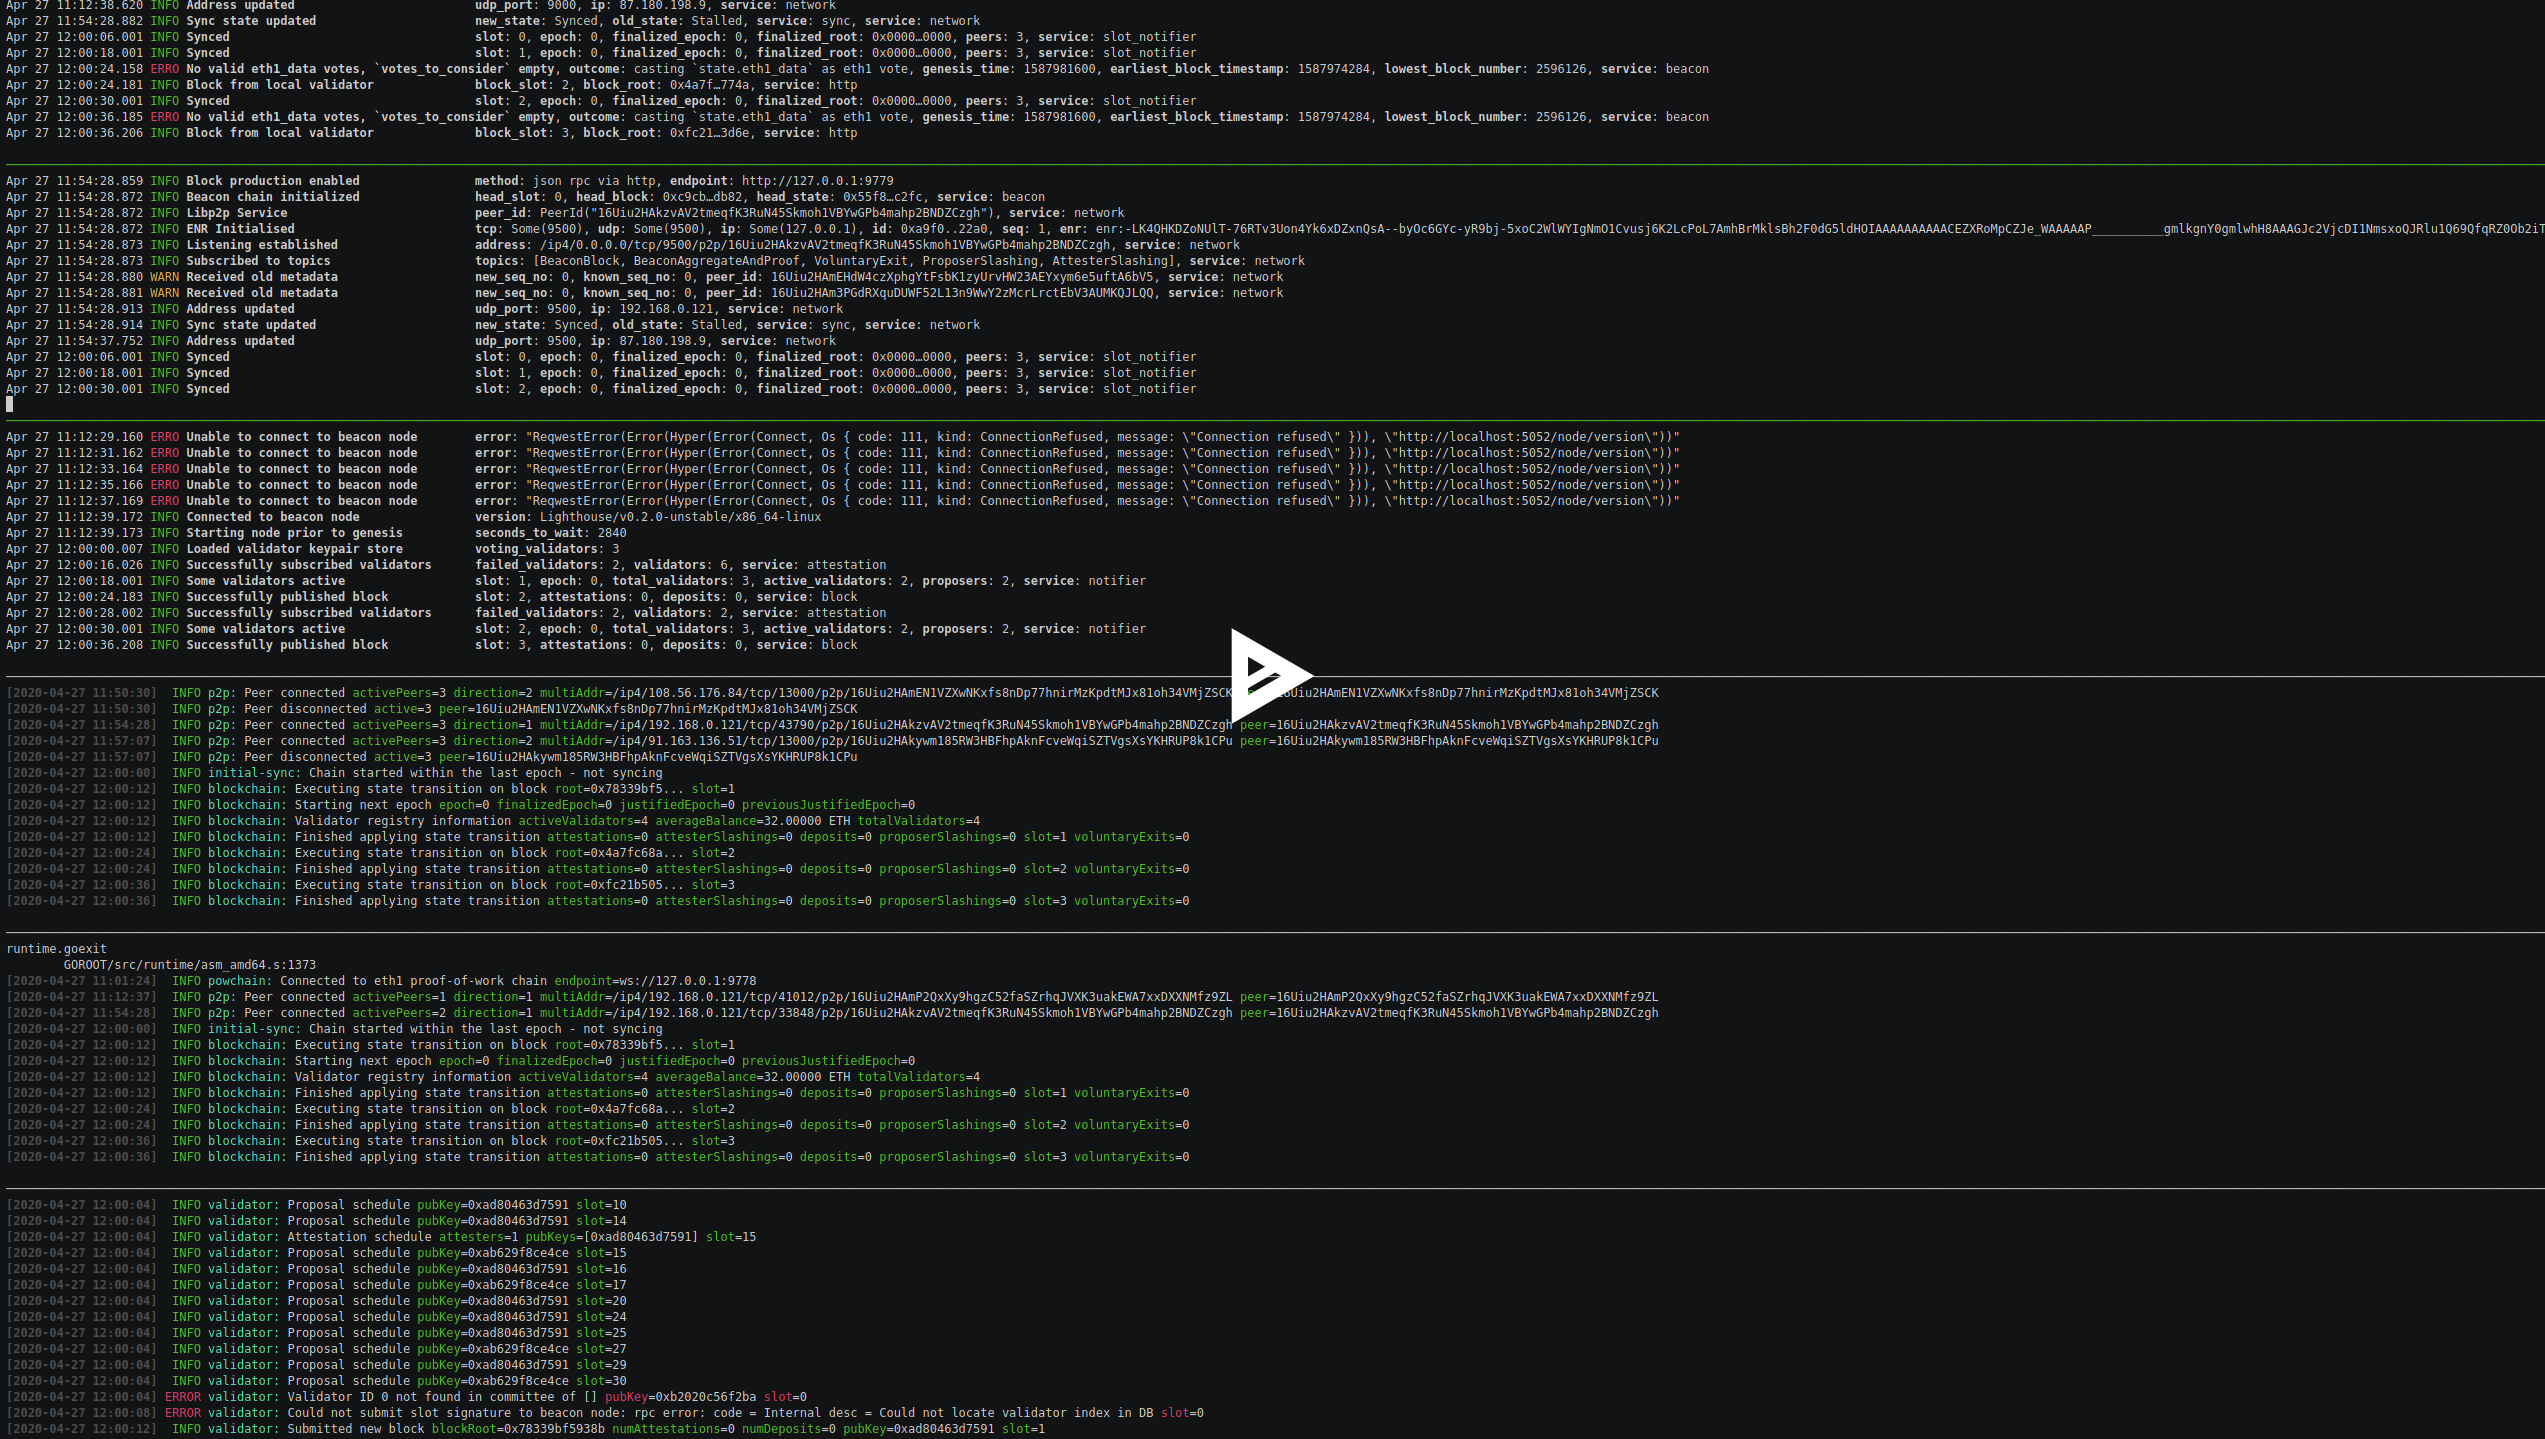 Apr 27 11:12:38.620 INFO Address updated udp_port: 9000, ip: 87.180.198.9, service: network
Apr 27 11:54:28.882 INFO Sync state updated new_state: Synced, old_state: Stalled, service: sync, service: network
Apr 27 12:00:06.001 INFO Synced slot: 0, epoch: 0, finalized_epoch: 0, finalized_root: 0x0000…0000, peers: 3, service: slot_notifier
Apr 27 12:00:18.001 INFO Synced slot: 1, epoch: 0, finalized_epoch: 0, finalized_root: 0x0000…0000, peers: 3, service: slot_notifier
Apr 27 12:00:24.158 ERRO No valid eth1_data votes, `votes_to_consider` empty, outcome: casting `state.eth1_data` as eth1 vote, genesis_time: 1587981600, earliest_block_timestamp: 1587974284, lowest_block_number: 2596126, service: beacon
Apr 27 12:00:24.181 INFO Block from local validator block_slot: 2, block_root: 0x4a7f…774a, service: http
Apr 27 12:00:30.001 INFO Synced slot: 2, epoch: 0, finalized_epoch: 0, finalized_root: 0x0000…0000, peers: 3, service: slot_notifier
Apr 27 12:00:36.185 ERRO No valid eth1_data votes, `votes_to_consider` empty, outcome: casting `state.eth1_data` as eth1 vote, genesis_time: 1587981600, earliest_block_timestamp: 1587974284, lowest_block_number: 2596126, service: beacon
Apr 27 12:00:36.206 INFO Block from local validator block_slot: 3, block_root: 0xfc21…3d6e, service: http
Apr 27 11:54:28.859 INFO Block production enabled method: json rpc via http, endpoint: http://127.0.0.1:9779
Apr 27 11:54:28.872 INFO Beacon chain initialized head_slot: 0, head_block: 0xc9cb…db82, head_state: 0x55f8…c2fc, service: beacon
Apr 27 11:54:28.872 INFO Libp2p Service peer_id: PeerId("16Uiu2HAkzvAV2tmeqfK3RuN45Skmoh1VBYwGPb4mahp2BNDZCzgh"), service: network
Apr 27 11:54:28.872 INFO ENR Initialised tcp: Some(9500), udp: Some(9500), ip: Some(127.0.0.1), id: 0xa9f0..22a0, seq: 1, enr: enr:-LK4QHKDZoNUlT-76RTv3Uon4Yk6xDZxnQsA--byOc6GYc-yR9bj-5xoC2WlWYIgNmO1Cvusj6K2LcPoL7AmhBrMklsBh2F0dG5ldHOIAAAAAAAAAACEZXRoMpCZJe_WAAAAAP__________gmlkgnY0gmlwhH8AAAGJc2VjcDI1NmsxoQJRlu1Q69QfqRZ0Ob2iT
Apr 27 11:54:28.873 INFO Listening established address: /ip4/0.0.0.0/tcp/9500/p2p/16Uiu2HAkzvAV2tmeqfK3RuN45Skmoh1VBYwGPb4mahp2BNDZCzgh, service: network
Apr 27 11:54:28.873 INFO Subscribed to topics topics: [BeaconBlock, BeaconAggregateAndProof, VoluntaryExit, ProposerSlashing, AttesterSlashing], service: network
Apr 27 11:54:28.880 WARN Received old metadata new_seq_no: 0, known_seq_no: 0, peer_id: 16Uiu2HAmEHdW4czXphgYtFsbK1zyUrvHW23AEYxym6e5uftA6bV5, service: network
Apr 27 11:54:28.881 WARN Received old metadata new_seq_no: 0, known_seq_no: 0, peer_id: 16Uiu2HAm3PGdRXquDUWF52L13n9WwY2zMcrLrctEbV3AUMKQJLQQ, service: network
Apr 27 11:54:28.913 INFO Address updated udp_port: 9500, ip: 192.168.0.121, service: network
Apr 27 11:54:28.914 INFO Sync state updated new_state: Synced, old_state: Stalled, service: sync, service: network
Apr 27 11:54:37.752 INFO Address updated udp_port: 9500, ip: 87.180.198.9, service: network
Apr 27 12:00:06.001 INFO Synced slot: 0, epoch: 0, finalized_epoch: 0, finalized_root: 0x0000…0000, peers: 3, service: slot_notifier
Apr 27 12:00:18.001 INFO Synced slot: 1, epoch: 0, finalized_epoch: 0, finalized_root: 0x0000…0000, peers: 3, service: slot_notifier
Apr 27 12:00:30.001 INFO Synced slot: 2, epoch: 0, finalized_epoch: 0, finalized_root: 0x0000…0000, peers: 3, service: slot_notifier
Apr 27 11:12:29.160 ERRO Unable to connect to beacon node error: "ReqwestError(Error(Hyper(Error(Connect, Os { code: 111, kind: ConnectionRefused, message: \"Connection refused\" })), \"http://localhost:5052/node/version\"))"
Apr 27 11:12:31.162 ERRO Unable to connect to beacon node error: "ReqwestError(Error(Hyper(Error(Connect, Os { code: 111, kind: ConnectionRefused, message: \"Connection refused\" })), \"http://localhost:5052/node/version\"))"
Apr 27 11:12:33.164 ERRO Unable to connect to beacon node error: "ReqwestError(Error(Hyper(Error(Connect, Os { code: 111, kind: ConnectionRefused, message: \"Connection refused\" })), \"http://localhost:5052/node/version\"))"
Apr 27 11:12:35.166 ERRO Unable to connect to beacon node error: "ReqwestError(Error(Hyper(Error(Connect, Os { code: 111, kind: ConnectionRefused, message: \"Connection refused\" })), \"http://localhost:5052/node/version\"))"
Apr 27 11:12:37.169 ERRO Unable to connect to beacon node error: "ReqwestError(Error(Hyper(Error(Connect, Os { code: 111, kind: ConnectionRefused, message: \"Connection refused\" })), \"http://localhost:5052/node/version\"))"
Apr 27 11:12:39.172 INFO Connected to beacon node version: Lighthouse/v0.2.0-unstable/x86_64-linux
Apr 27 11:12:39.173 INFO Starting node prior to genesis seconds_to_wait: 2840
Apr 27 12:00:00.007 INFO Loaded validator keypair store voting_validators: 3
Apr 27 12:00:16.026 INFO Successfully subscribed validators failed_validators: 2, validators: 6, service: attestation
Apr 27 12:00:18.001 INFO Some validators active slot: 1, epoch: 0, total_validators: 3, active_validators: 2, proposers: 2, service: notifier
Apr 27 12:00:24.183 INFO Successfully published block slot: 2, attestations: 0, deposits: 0, service: block
Apr 27 12:00:28.002 INFO Successfully subscribed validators failed_validators: 2, validators: 2, service: attestation
Apr 27 12:00:30.001 INFO Some validators active slot: 2, epoch: 0, total_validators: 3, active_validators: 2, proposers: 2, service: notifier
Apr 27 12:00:36.208 INFO Successfully published block slot: 3, attestations: 0, deposits: 0, service: block
[2020-04-27 11:50:30] INFO p2p: Peer connected activePeers=3 direction=2 multiAddr=/ip4/108.56.176.84/tcp/13000/p2p/16Uiu2HAmEN1VZXwNKxfs8nDp77hnirMzKpdtMJx81oh34VMjZSCK
[2020-04-27 11:50:30] INFO p2p: Peer disconnected active=3 peer=16Uiu2HAmEN1VZXwNKxfs8nDp77hnirMzKpdtMJx81oh34VMjZSCK
[2020-04-27 11:54:28] INFO p2p: Peer connected activePeers=3 direction=1 multiAddr=/ip4/192.168.0.121/tcp/43790/p2p/16Uiu2HAkzvAV2tmeqfK3RuN45Skmoh1VBYwGPb4mahp2BNDZCzgh peer=16Uiu2HAkzvAV2tmeqfK3RuN45Skmoh1VBYwGPb4mahp2BNDZCzgh
[2020-04-27 11:57:07] INFO p2p: Peer connected activePeers=3 direction=2 multiAddr=/ip4/91.163.136.51/tcp/13000/p2p/16Uiu2HAkywm185RW3HBFhpAknFcveWqiSZTVgsXsYKHRUP8k1CPu peer=16Uiu2HAkywm185RW3HBFhpAknFcveWqiSZTVgsXsYKHRUP8k1CPu
[2020-04-27 11:57:07] INFO p2p: Peer disconnected active=3 peer=16Uiu2HAkywm185RW3HBFhpAknFcveWqiSZTVgsXsYKHRUP8k1CPu
[2020-04-27 12:00:00] INFO initial-sync: Chain started within the last epoch - not syncing
[2020-04-27 12:00:12] INFO blockchain: Executing state transition on block root=0x78339bf5... slot=1
[2020-04-27 12:00:12] INFO blockchain: Starting next epoch epoch=0 finalizedEpoch=0 justifiedEpoch=0 previousJustifiedEpoch=0
[2020-04-27 12:00:12] INFO blockchain: Validator registry information activeValidators=4 averageBalance=32.00000 ETH totalValidators=4
[2020-04-27 12:00:12] INFO blockchain: Finished applying state transition attestations=0 attesterSlashings=0 deposits=0 proposerSlashings=0 slot=1 voluntaryExits=0
[2020-04-27 12:00:24] INFO blockchain: Executing state transition on block root=0x4a7fc68a... slot=2
[2020-04-27 12:00:24] INFO blockchain: Finished applying state transition attestations=0 attesterSlashings=0 deposits=0 proposerSlashings=0 slot=2 voluntaryExits=0
[2020-04-27 12:00:36] INFO blockchain: Executing state transition on block root=0xfc21b505... slot=3
[2020-04-27 12:00:36] INFO blockchain: Finished applying state transition attestations=0 attesterSlashings=0 deposits=0 proposerSlashings=0 slot=3 voluntaryExits=0
runtime.goexit
GOROOT/src/runtime/asm_amd64.s:1373
[2020-04-27 11:01:24] INFO powchain: Connected to eth1 proof-of-work chain endpoint=ws://127.0.0.1:9778
[2020-04-27 11:12:37] INFO p2p: Peer connected activePeers=1 direction=1 multiAddr=/ip4/192.168.0.121/tcp/41012/p2p/16Uiu2HAmP2QxXy9hgzC52faSZrhqJVXK3uakEWA7xxDXXNMfz9ZL peer=16Uiu2HAmP2QxXy9hgzC52faSZrhqJVXK3uakEWA7xxDXXNMfz9ZL
[2020-04-27 11:54:28] INFO p2p: Peer connected activePeers=2 direction=1 multiAddr=/ip4/192.168.0.121/tcp/33848/p2p/16Uiu2HAkzvAV2tmeqfK3RuN45Skmoh1VBYwGPb4mahp2BNDZCzgh peer=16Uiu2HAkzvAV2tmeqfK3RuN45Skmoh1VBYwGPb4mahp2BNDZCzgh
[2020-04-27 12:00:00] INFO initial-sync: Chain started within the last epoch - not syncing
[2020-04-27 12:00:12] INFO blockchain: Executing state transition on block root=0x78339bf5... slot=1
[2020-04-27 12:00:12] INFO blockchain: Starting next epoch epoch=0 finalizedEpoch=0 justifiedEpoch=0 previousJustifiedEpoch=0
[2020-04-27 12:00:12] INFO blockchain: Validator registry information activeValidators=4 averageBalance=32.00000 ETH totalValidators=4
[2020-04-27 12:00:12] INFO blockchain: Finished applying state transition attestations=0 attesterSlashings=0 deposits=0 proposerSlashings=0 slot=1 voluntaryExits=0
[2020-04-27 12:00:24] INFO blockchain: Executing state transition on block root=0x4a7fc68a... slot=2
[2020-04-27 12:00:24] INFO blockchain: Finished applying state transition attestations=0 attesterSlashings=0 deposits=0 proposerSlashings=0 slot=2 voluntaryExits=0
[2020-04-27 12:00:36] INFO blockchain: Executing state transition on block root=0xfc21b505... slot=3
[2020-04-27 12:00:36] INFO blockchain: Finished applying state transition attestations=0 attesterSlashings=0 deposits=0 proposerSlashings=0 slot=3 voluntaryExits=0
[2020-04-27 12:00:04] INFO validator: Proposal schedule pubKey=0xad80463d7591 slot=10
[2020-04-27 12:00:04] INFO validator: Proposal schedule pubKey=0xad80463d7591 slot=14
[2020-04-27 12:00:04] INFO validator: Attestation schedule attesters=1 pubKeys=[0xad80463d7591] slot=15
[2020-04-27 12:00:04] INFO validator: Proposal schedule pubKey=0xab629f8ce4ce slot=15
[2020-04-27 12:00:04] INFO validator: Proposal schedule pubKey=0xad80463d7591 slot=16
[2020-04-27 12:00:04] INFO validator: Proposal schedule pubKey=0xab629f8ce4ce slot=17
[2020-04-27 12:00:04] INFO validator: Proposal schedule pubKey=0xad80463d7591 slot=20
[2020-04-27 12:00:04] INFO validator: Proposal schedule pubKey=0xad80463d7591 slot=24
[2020-04-27 12:00:04] INFO validator: Proposal schedule pubKey=0xad80463d7591 slot=25
[2020-04-27 12:00:04] INFO validator: Proposal schedule pubKey=0xab629f8ce4ce slot=27
[2020-04-27 12:00:04] INFO validator: Proposal schedule pubKey=0xad80463d7591 slot=29
[2020-04-27 12:00:04] INFO validator: Proposal schedule pubKey=0xab629f8ce4ce slot=30
[2020-04-27 12:00:04] ERROR validator: Validator ID 0 not found in committee of [] pubKey=0xb2020c56f2ba slot=0
[2020-04-27 12:00:08] ERROR validator: Could not submit slot signature to beacon node: rpc error: code = Internal desc = Could not locate validator index in DB slot=0
[2020-04-27 12:00:12] INFO validator: Submitted new block blockRoot=0x78339bf5938b numAttestations=0 numDeposits=0 pubKey=0xad80463d7591 slot=1